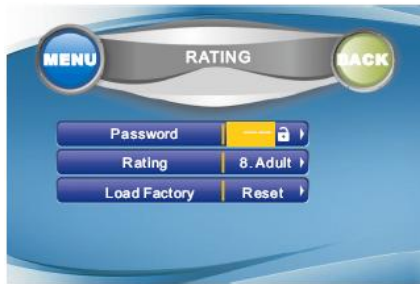 MENU
RATING
BACK
Password ----
Rating 8. Adult
Load Factory Reset